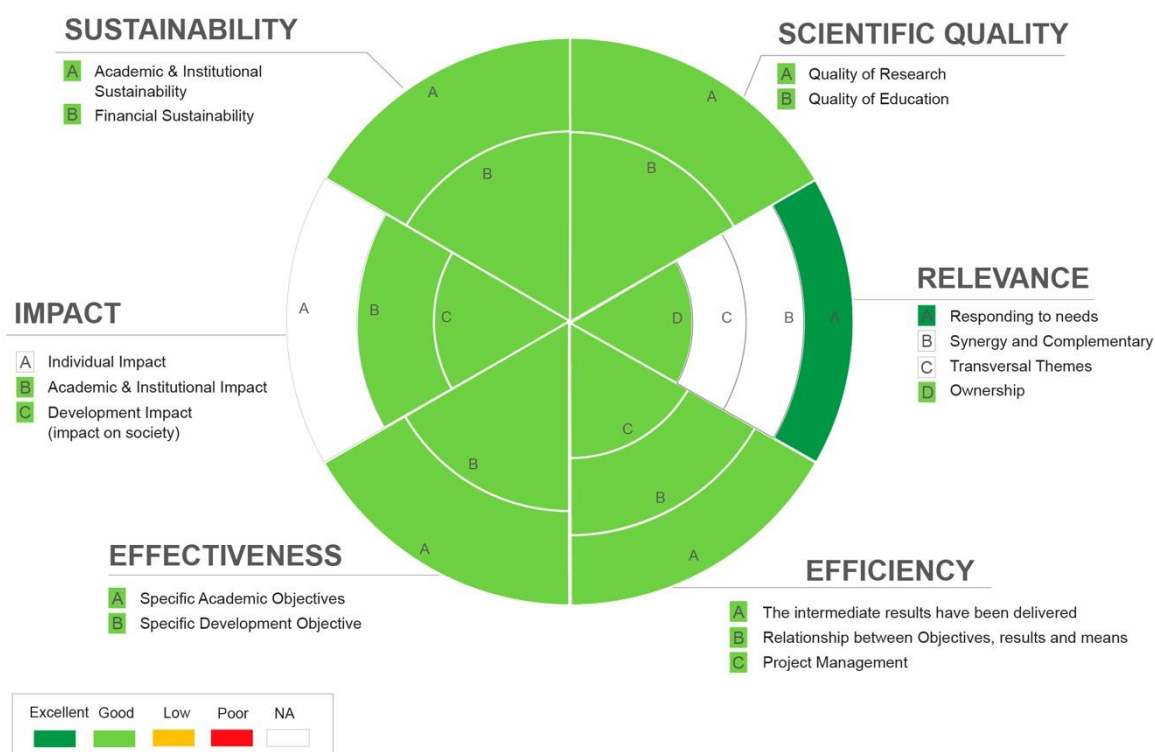 SUSTAINABILITY
A Academic & Institutional
Sustainability
B Financial Sustainability
SCIENTIFIC QUALITY
A Quality of Research
B Quality of Education
A
A
B
B
IMPACT
A Individual Impact
B Academic & Institutional Impact
C Development Impact
(impact on society)
A
B
C
D
C
B
A
RELEVANCE
A Responding to needs
B Synergy and Complementary
C Transversal Themes
D Ownership
C
B
B
A
A
EFFECTIVENESS
A Specific Academic Objectives
B Specific Development Objective
EFFICIENCY
A The intermediate results have been delivered
B Relationship between Objectives, results and means
C Project Management
Excellent Good Low Poor NA